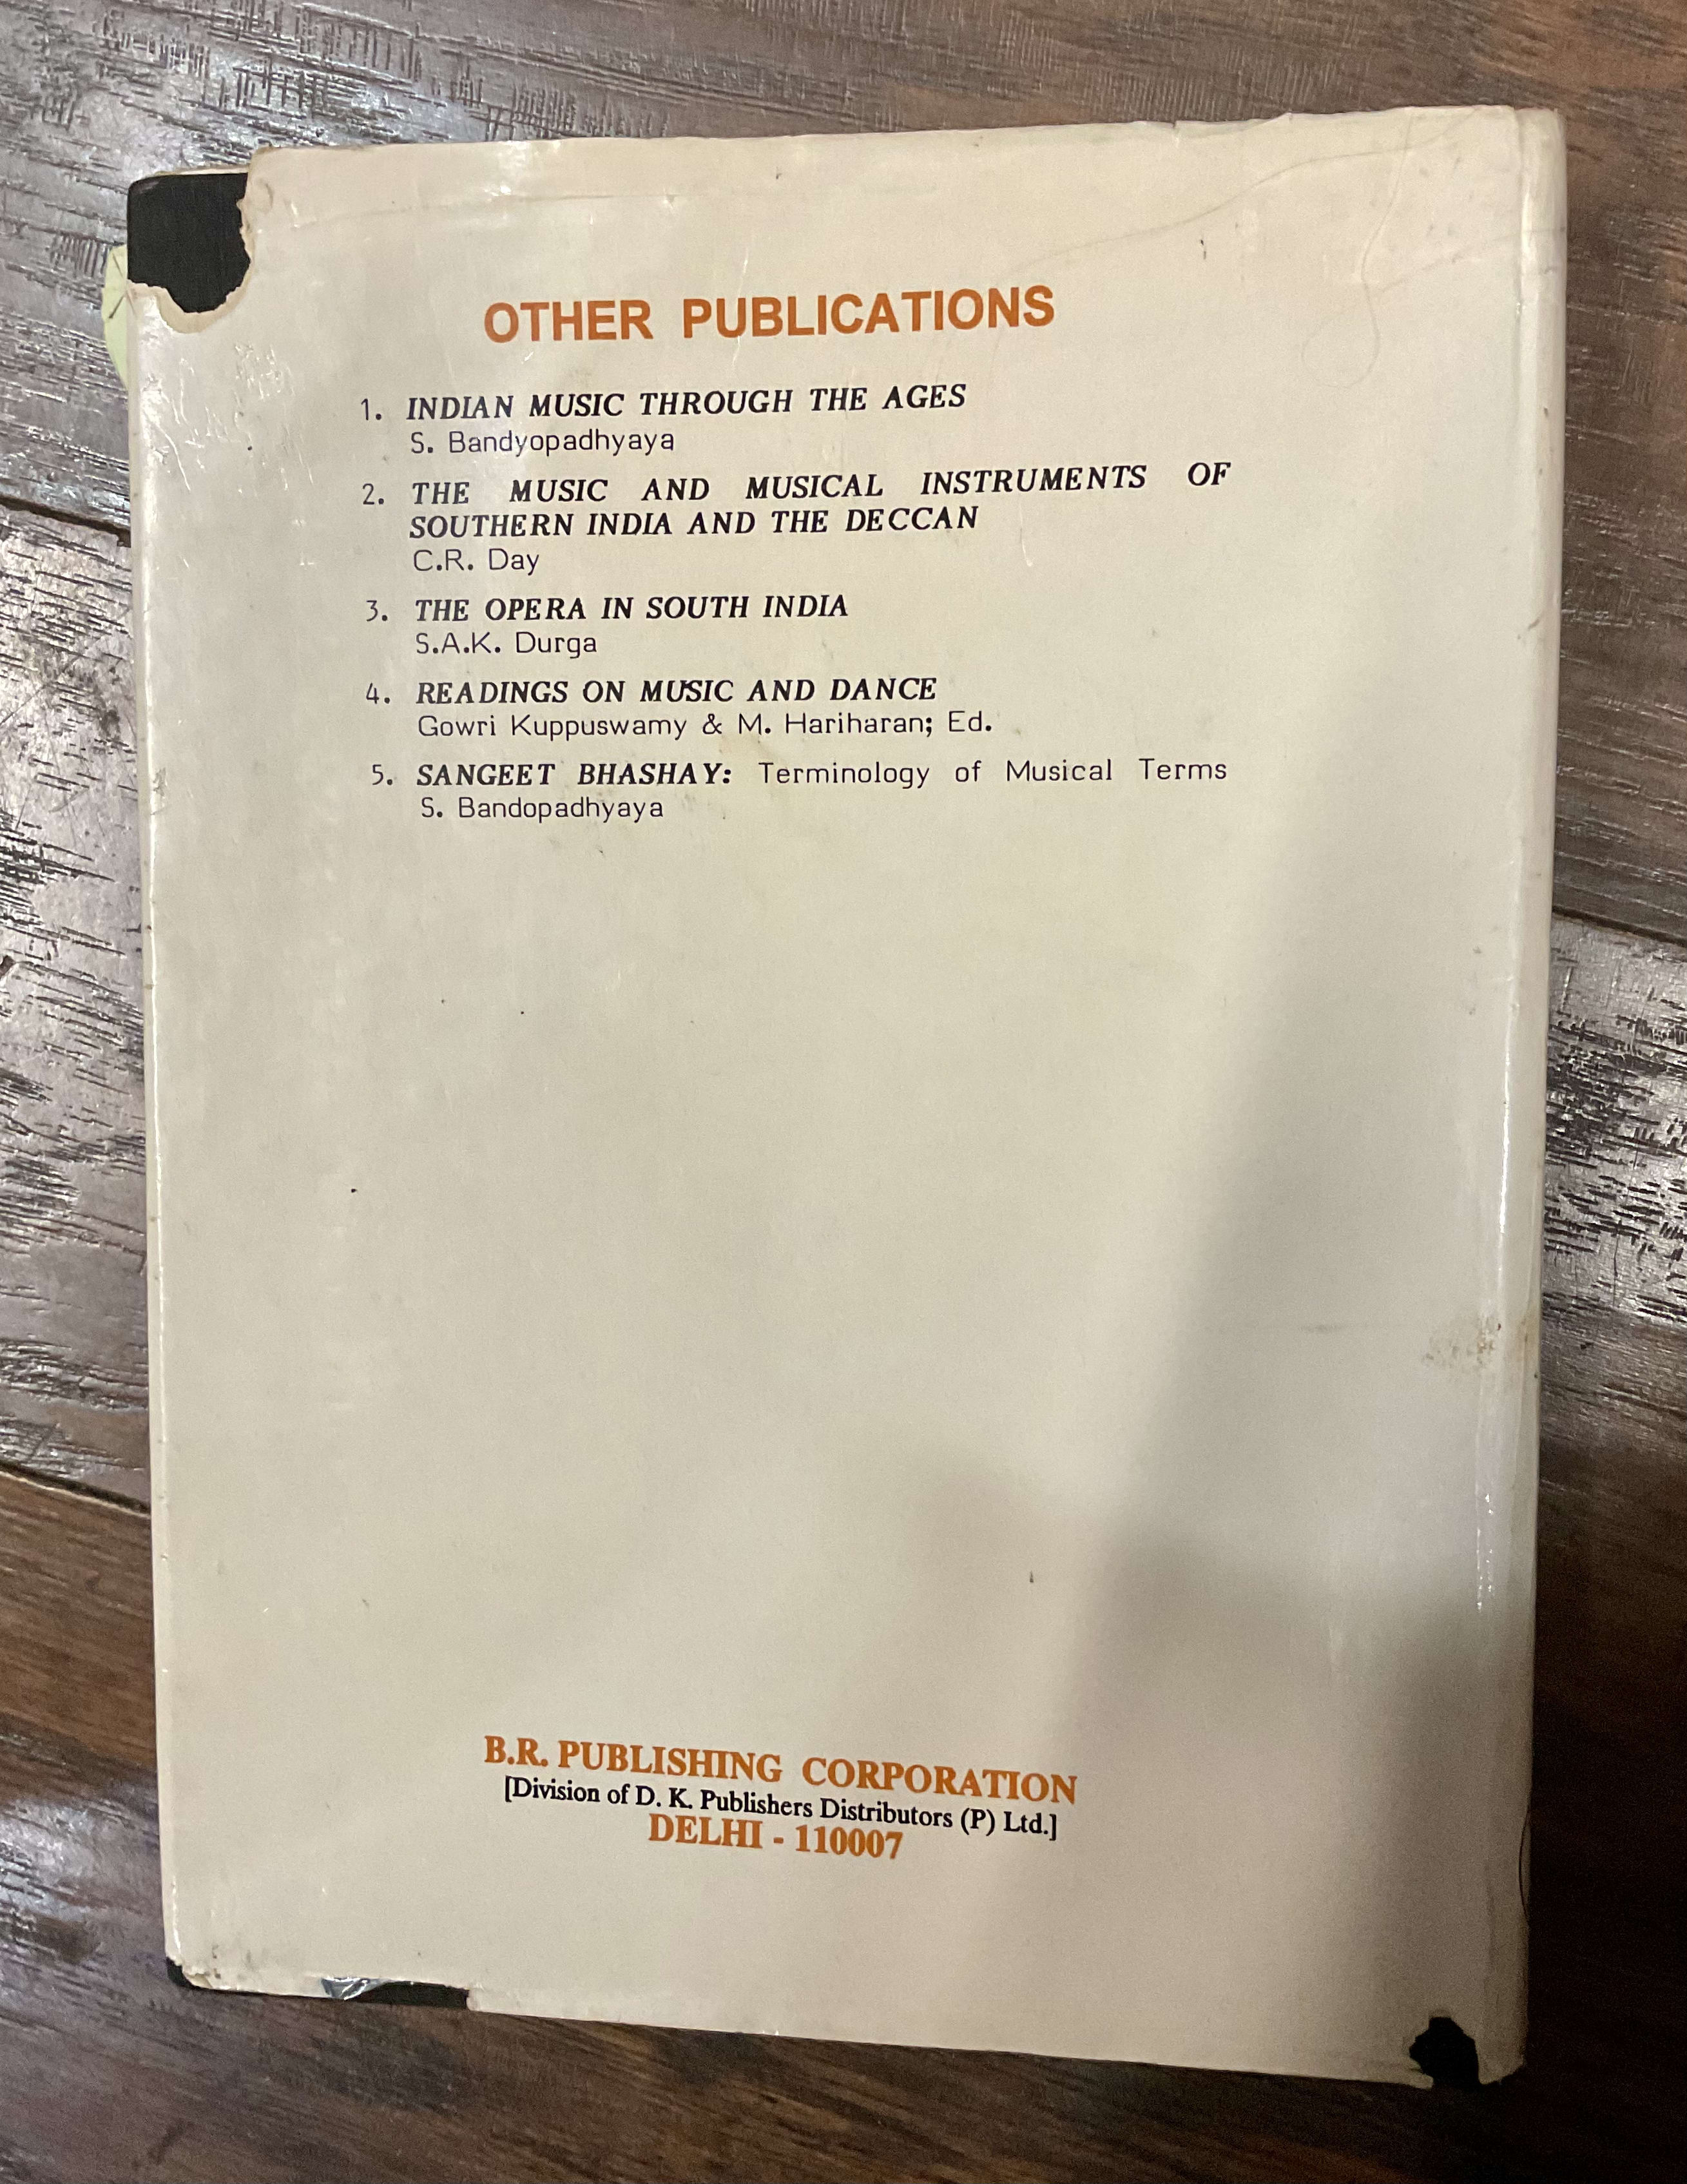 OTHER PUBLICATIONS
1. INDIAN MUSIC THROUGH THE AGES
S. Bandyopadhyaya
2. THE MUSIC AND MUSICAL INSTRUMENTS OF
SOUTHERN INDIA AND THE DECCAN
C.R. Day
3. THE OPERA IN SOUTH INDIA
S.A.K. Durga
4. READINGS ON MUSIC AND DANCE
Gowri Kuppuswamy & M. Hariharan; Ed.
5. SANGEET BHASHAY: Terminology of Musical Terms
S. Bandopadhyaya
B.R. PUBLISHING CORPORATION
[Division of D. K. Publishers Distributors (P) Ltd.]
DELHI - 110007